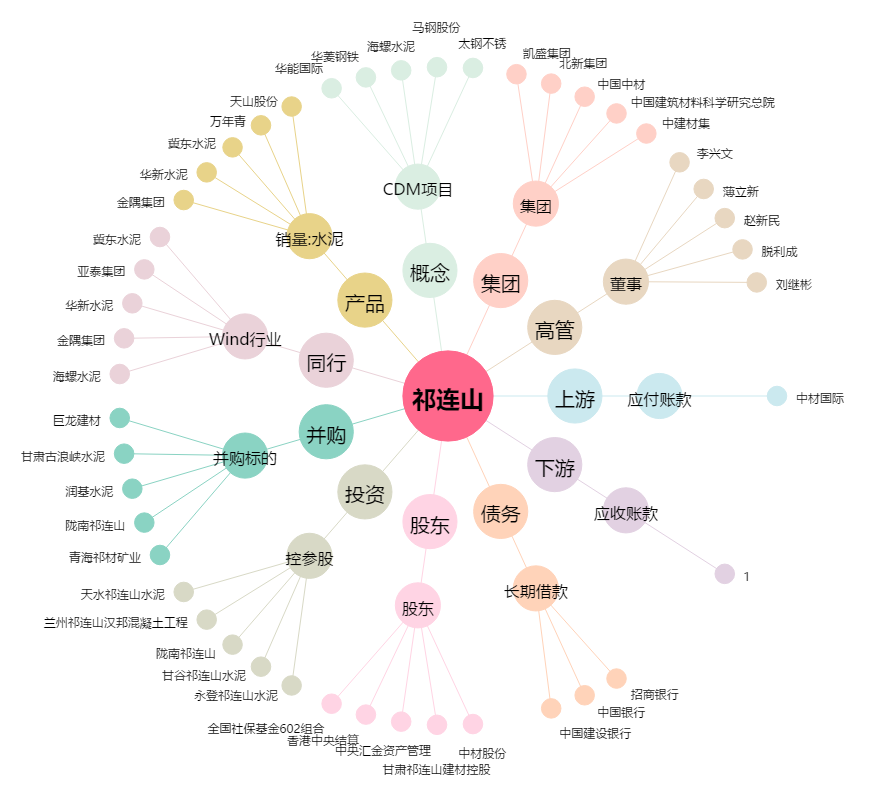 马钢股份
太钢不锈
海螺水泥
华菱钢铁
华能国际
凯盛集团
北新集团
中国中材
中国建筑材料科学研究总院
中建材集
天山股份
万年青
冀东水泥
华新水泥
金隅集团
CDM项目
集团
李兴文
薄立新
赵新民
脱利成
刘继彬
董事
销量:水泥
概念
集团
产品
高管
冀东水泥
亚泰集团
华新水泥
金隅集团
海螺水泥
Wind行业
同行
祁连山
上游
应付账款
中材国际
巨龙建材
甘肃古浪峡水泥
润基水泥
陇南祁连山
青海祁材矿业
并购标的
并购
下游
应收账款
1
投资
股东
债务
控参股
天水祁连山水泥
兰州祁连山汉邦混凝土工程
陇南祁连山
甘谷祁连山水泥
永登祁连山水泥
股东
长期借款
招商银行
中国银行
中国建设银行
全国社保基金602组合
香港中央结算
中央汇金资产管理
甘肃祁连山建材控股
中材股份